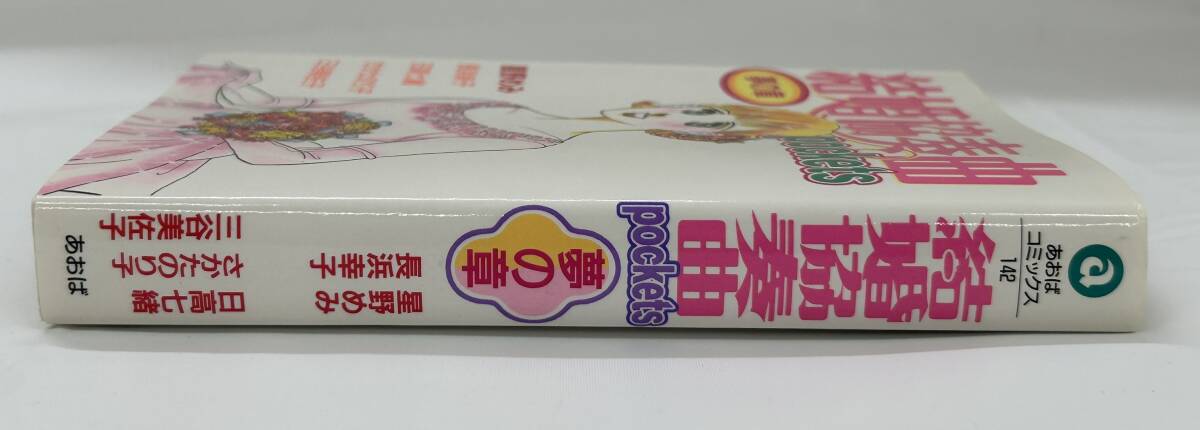 あおば
コミックス
142
結婚協奏曲
pockets
夢の章
星野めみ
長浜幸子
日高七緒
さかたのり子
三谷美佐子
あおば
pockets